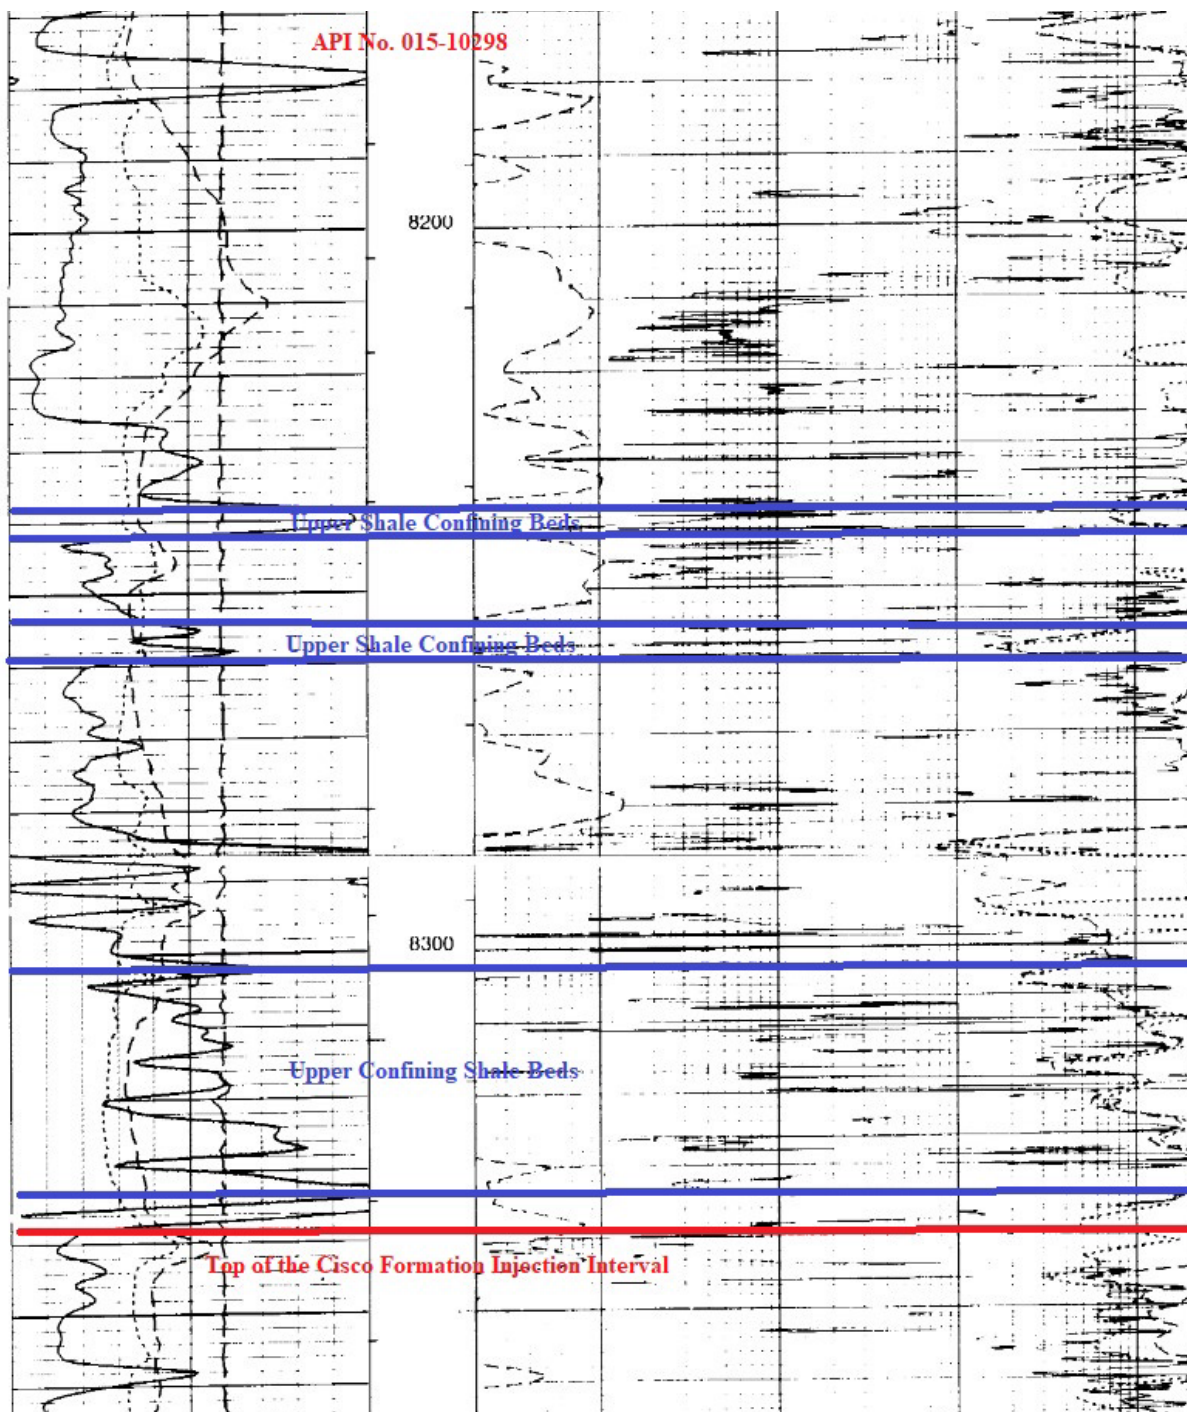 API No. 015-10298
8200
Upper Shale Confining Beds
Upper Shale Confining Beds
8300
Upper Confining Shale Beds
Top of the Cisco Formation Injection Interval